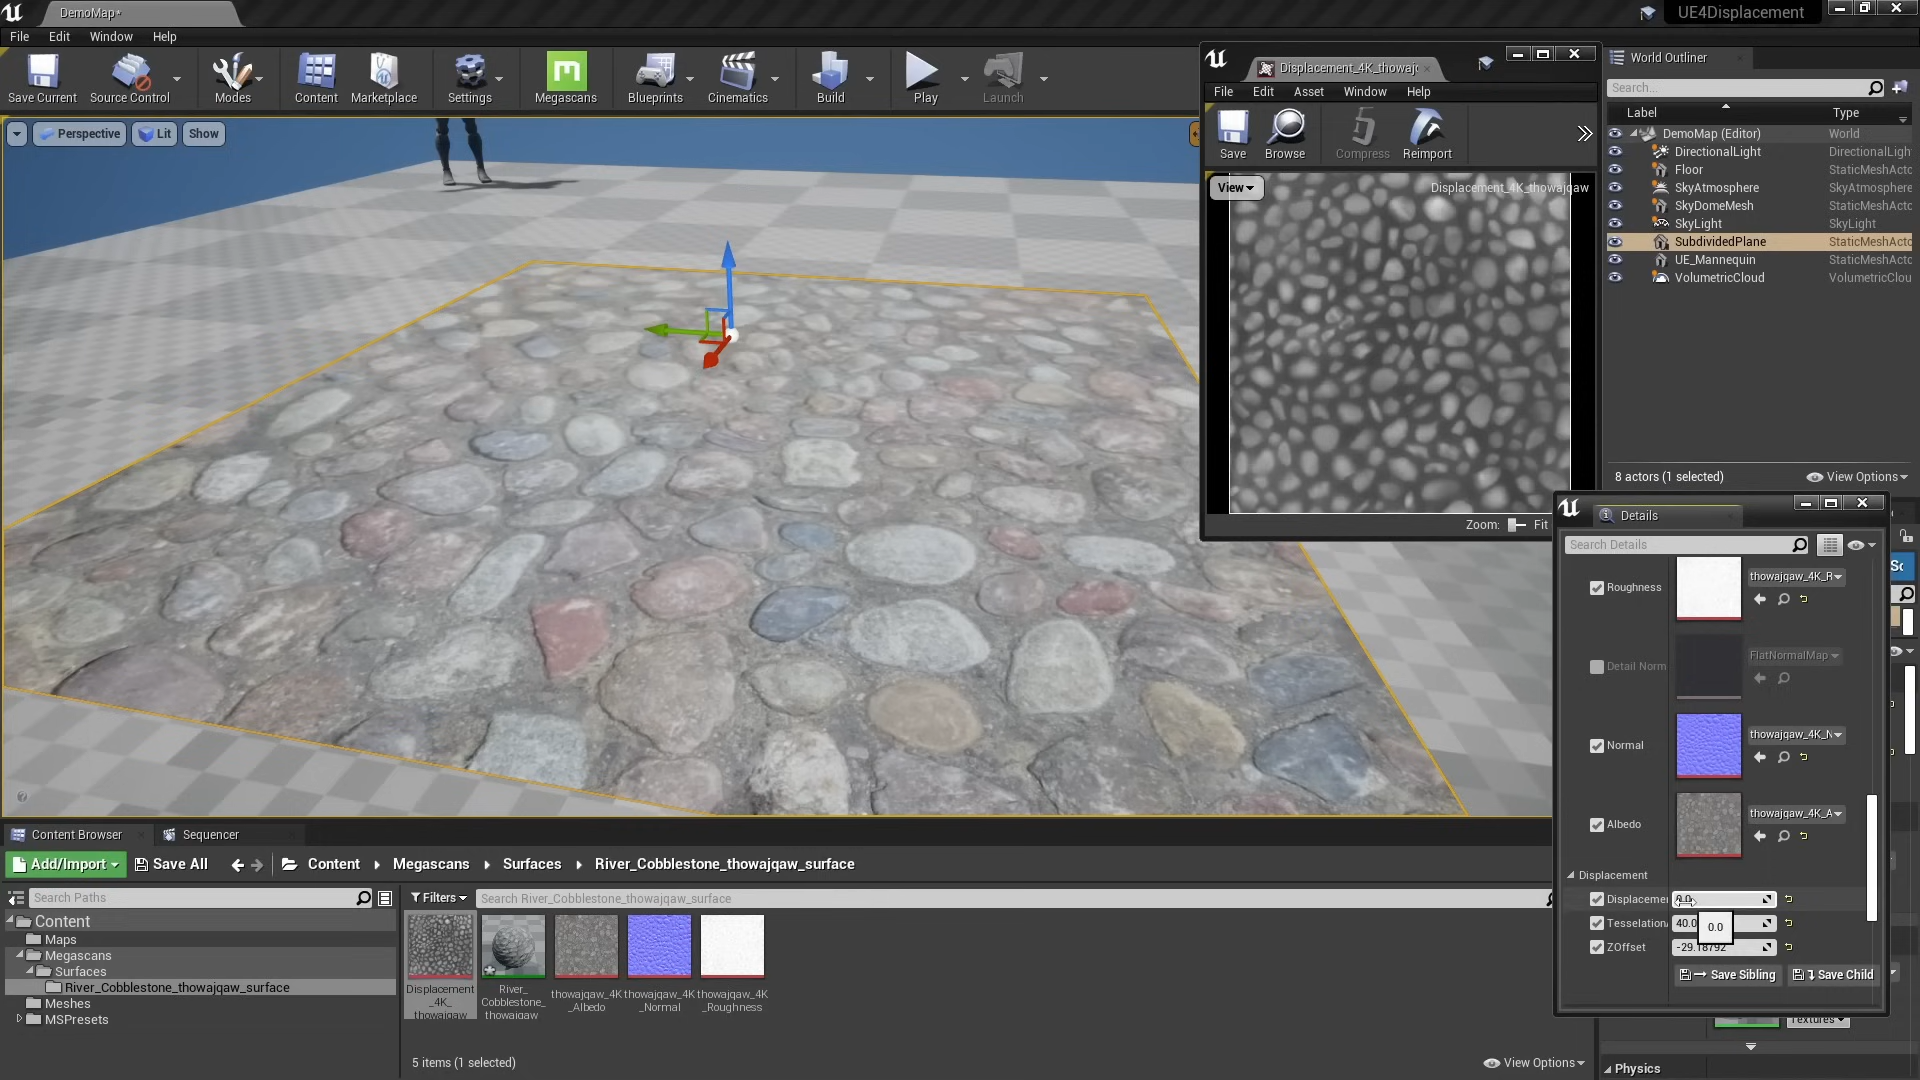 DemoMap*
UE4Displacement
File Edit Window Help
Save Current Source Control Modes Content Marketplace Settings Megascans Blueprints Cinematics Build Play Launch
Perspective Lit Show
Displacement_4K_thowajq
File Edit Asset Window Help
Save Browse Compress Reimport
View
Displacement_4K_thowajqaw
Zoom: Fit
World Outliner
Search...
Label Type
DemoMap (Editor) World
DirectionalLight DirectionalLigh
Floor StaticMeshActo
SkyAtmosphere SkyAtmosphere
SkyDomeMesh StaticMeshActo
SkyLight SkyLight
SubdividedPlane StaticMeshActo
UE_Mannequin StaticMeshActo
VolumetricCloud VolumetricClou
8 actors (1 selected) View Options
Details
Search Details
Roughness thowajqaw_4K_R
Detail Norm FlatNormalMap
Normal thowajqaw_4K_N
Albedo thowajqaw_4K_A
Displacement
Displacemen 0.0
Tesselation 40.0
0.0
ZOffset -29.18792
Save Sibling Save Child
Textures
Physics
Content Browser Sequencer
Add/Import Save All Content Megascans Surfaces River_Cobblestone_thowajqaw_surface
Search Paths
Filters Search River_Cobblestone_thowajqaw_surface
Content
Maps
Megascans
Surfaces
River_Cobblestone_thowajqaw_surface
Meshes
MSPresets
Displacement
_4K_
thowajqaw
River_
Cobblestone_
thowajqaw
thowajqaw_4K
_Albedo
thowajqaw_4K
_Normal
thowajqaw_4K
_Roughness
5 items (1 selected) View Options